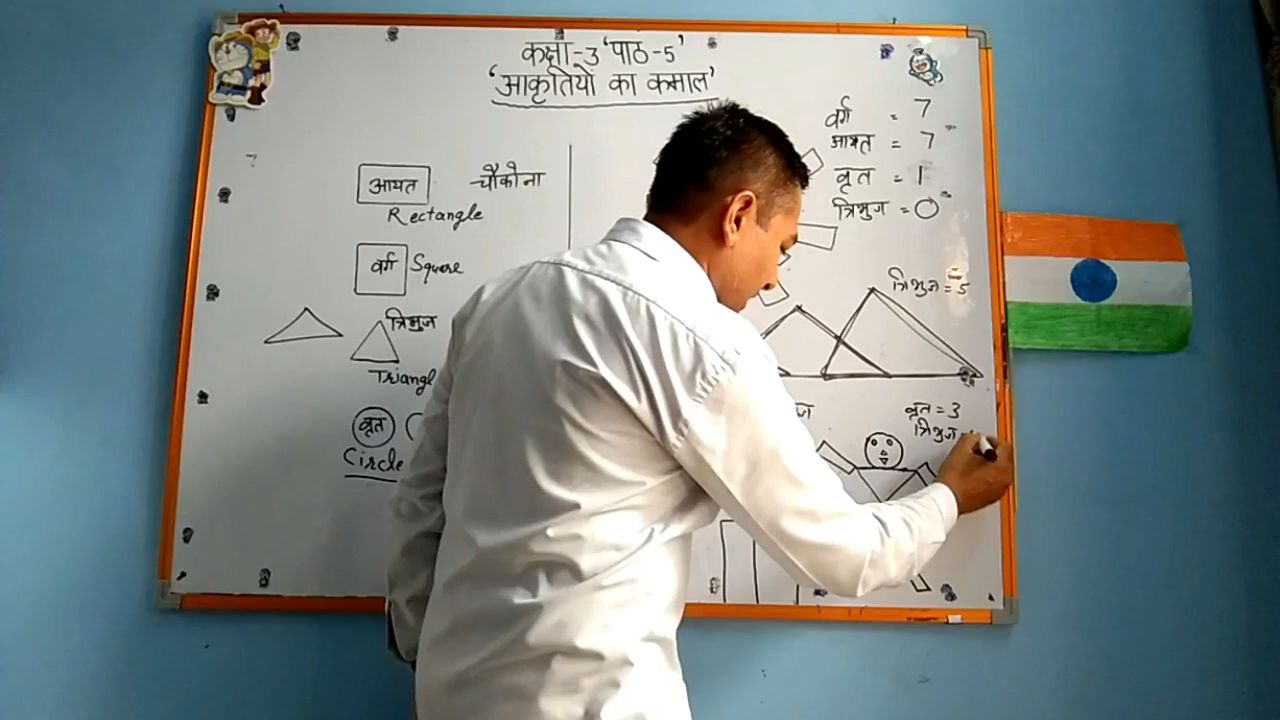 कक्षा-3 'पाठ-5'
'आकृतियों का कमाल'
आयत -चौकोना
Rectangle
वर्ग Square
त्रिभुज
Triangl
वृत
Circle
वर्ग = 7
आयत = 7
वृत = 1
त्रिभुज = 0
त्रिभुज = 5
वृत = 3
त्रिभुज